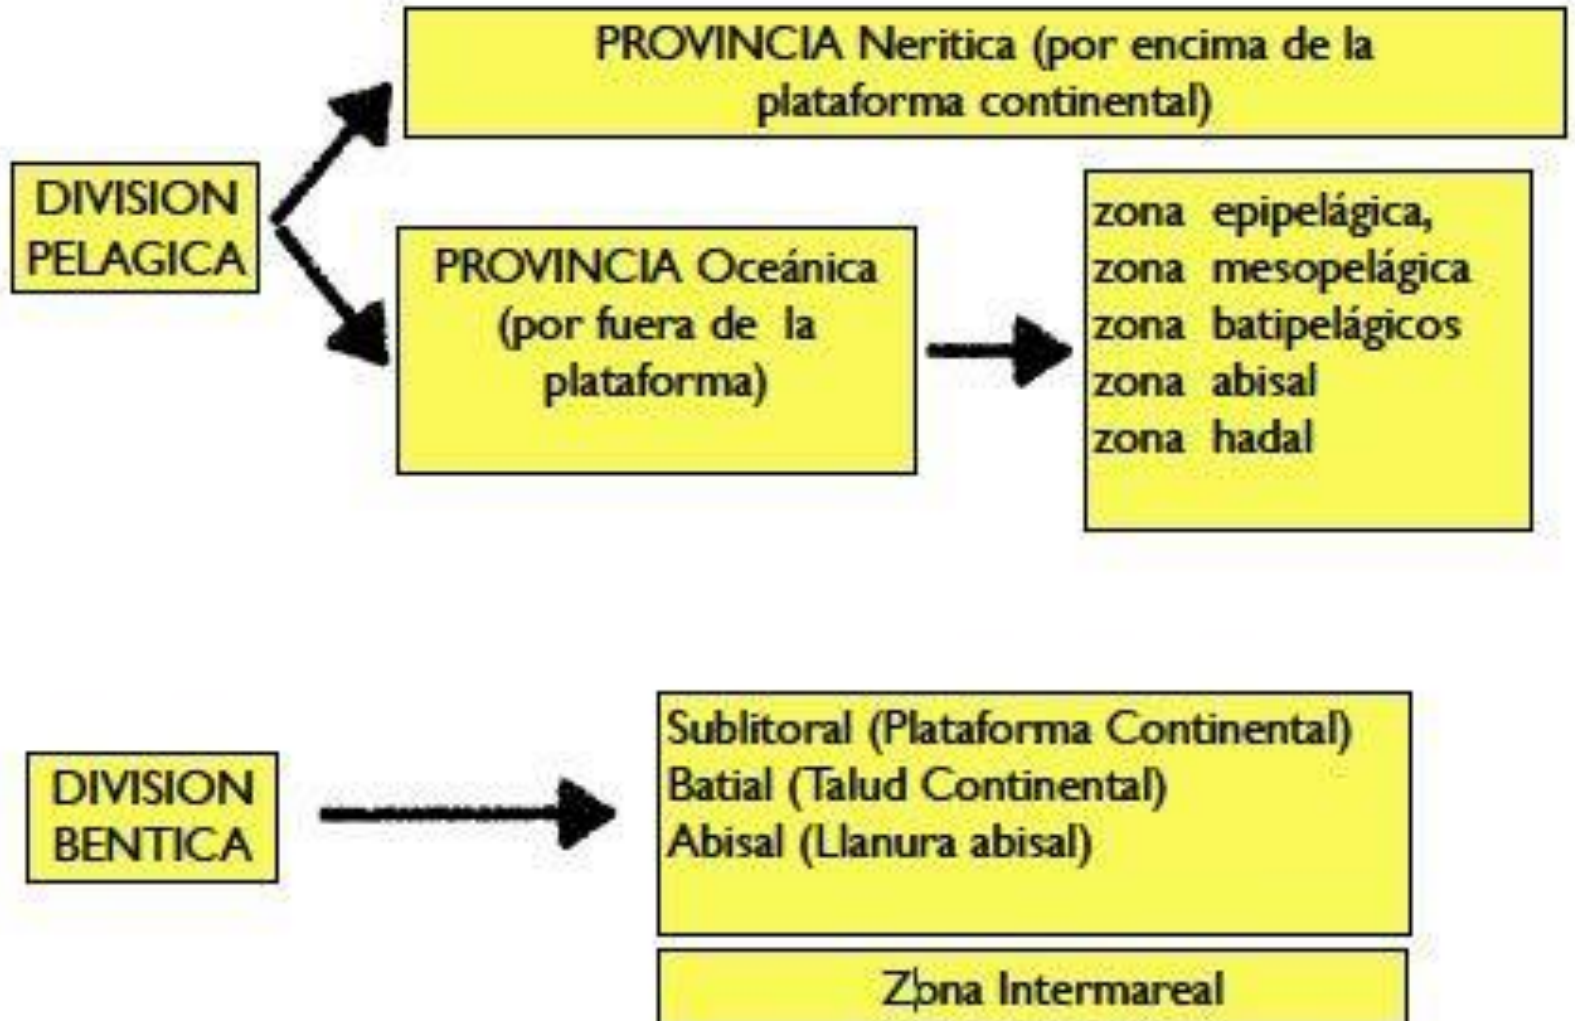 PROVINCIA Neritica (por encima de la
plataforma continental)
DIVISION
PELAGICA
PROVINCIA Oceánica
(por fuera de la
plataforma)
zona epipelágica,
zona mesopelágica
zona batipelágicos
zona abisal
zona hadal
DIVISION
BENTICA
Sublitoral (Plataforma Continental)
Batial (Talud Continental)
Abisal (Llanura abisal)
Zona Intermareal